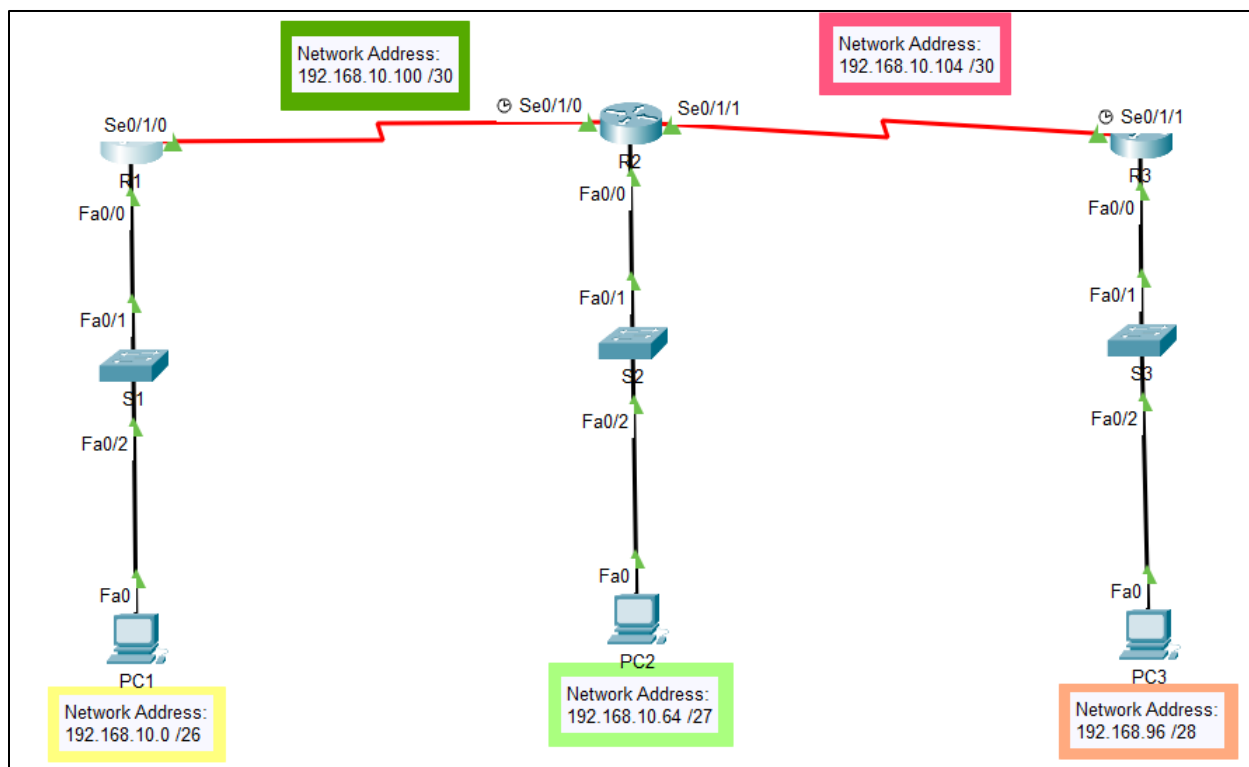 Network Address:
192.168.10.100 /30
Network Address:
192.168.10.104 /30
Se0/1/0
Se0/1/0
Se0/1/1
Se0/1/1
R1
R2
R3
Fa0/0
Fa0/0
Fa0/0
Fa0/1
Fa0/1
Fa0/1
S1
S2
S3
Fa0/2
Fa0/2
Fa0/2
Fa0
Fa0
Fa0
PC1
PC2
PC3
Network Address:
192.168.10.0 /26
Network Address:
192.168.10.64 /27
Network Address:
192.168.96 /28